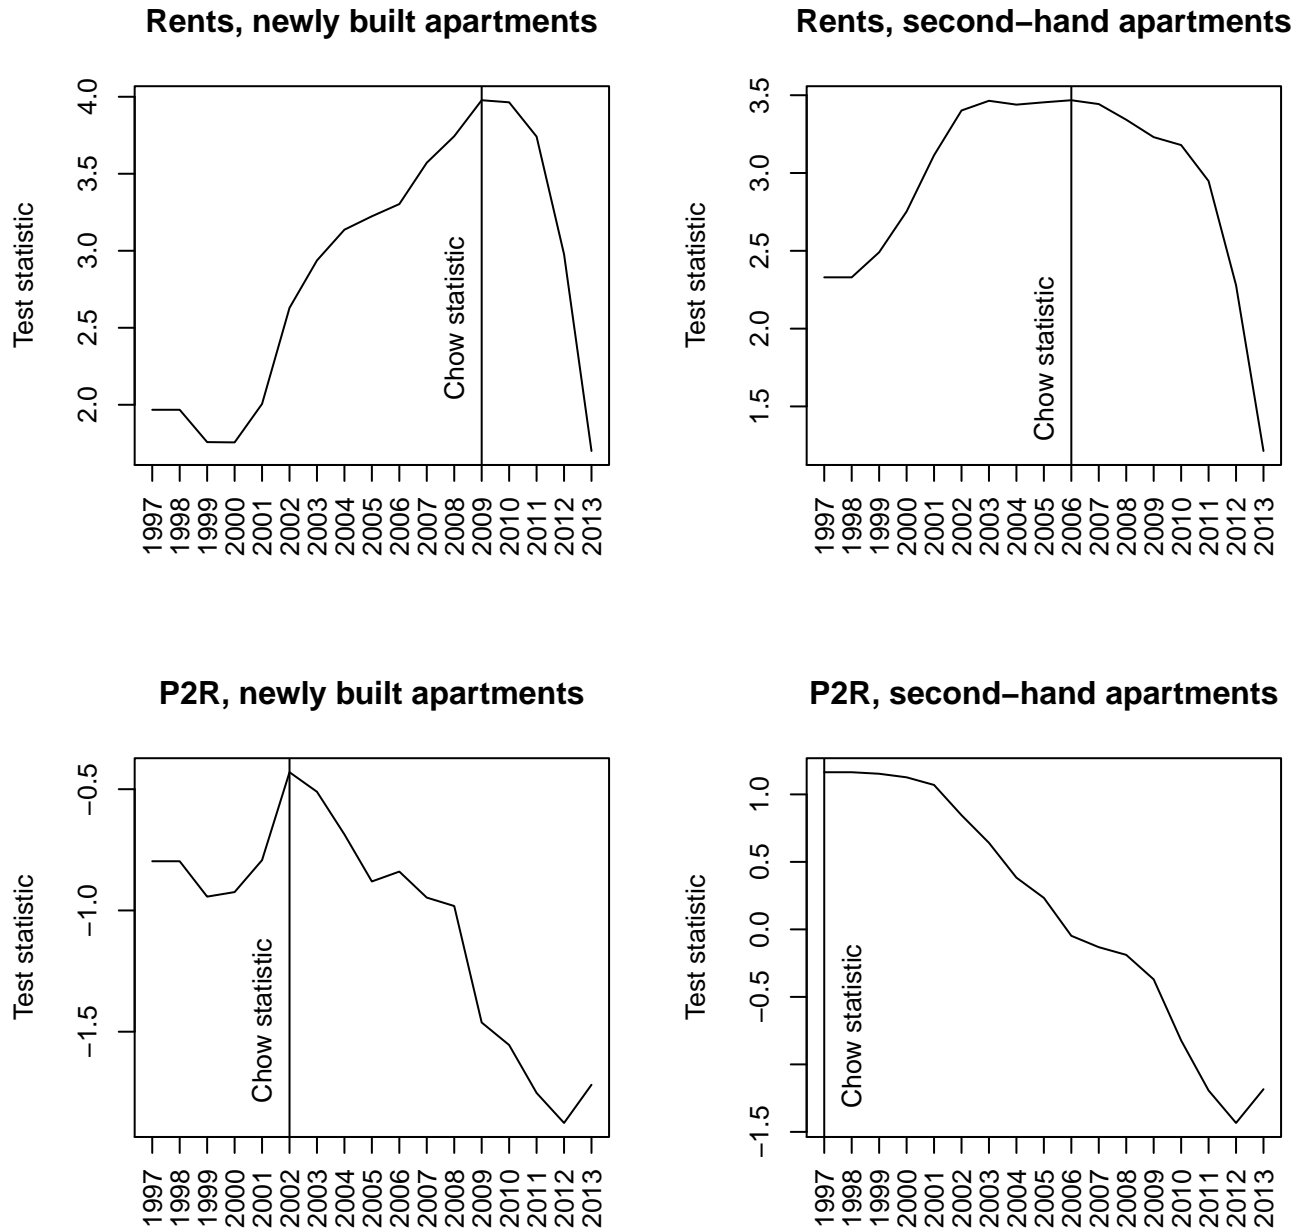 Rents, newly built apartments
Test statistic
4.0
3.5
3.0
2.5
2.0
Chow statistic
1997 1998 1999 2000 2001 2002 2003 2004 2005 2006 2007 2008 2009 2010 2011 2012 2013
Rents, second−hand apartments
Test statistic
3.5
3.0
2.5
2.0
1.5
Chow statistic
1997 1998 1999 2000 2001 2002 2003 2004 2005 2006 2007 2008 2009 2010 2011 2012 2013
P2R, newly built apartments
Test statistic
−0.5
−1.0
−1.5
Chow statistic
1997 1998 1999 2000 2001 2002 2003 2004 2005 2006 2007 2008 2009 2010 2011 2012 2013
P2R, second−hand apartments
Test statistic
1.0
0.5
0.0
−0.5
−1.5
Chow statistic
1997 1998 1999 2000 2001 2002 2003 2004 2005 2006 2007 2008 2009 2010 2011 2012 2013